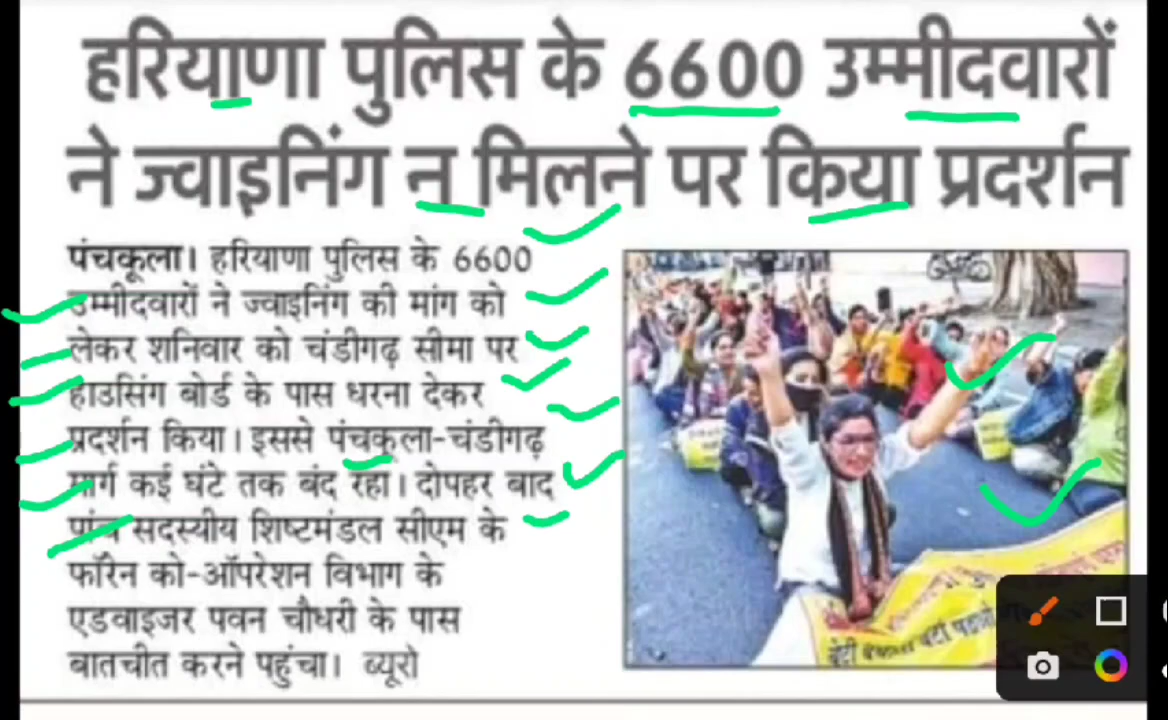 हरियाणा पुलिस के 6600 उम्मीदवारों
ने ज्वाइनिंग न मिलने पर किया प्रदर्शन
पंचकूला। हरियाणा पुलिस के 6600
उम्मीदवारों ने ज्वाइनिंग की मांग को
लेकर शनिवार को चंडीगढ़ सीमा पर
हाउसिंग बोर्ड के पास धरना देकर
प्रदर्शन किया। इससे पंचकूला-चंडीगढ़
मार्ग कई घंटे तक बंद रहा। दोपहर बाद
पांच सदस्यीय शिष्टमंडल सीएम के
फॉरेन को-ऑपरेशन विभाग के
एडवाइजर पवन चौधरी के पास
बातचीत करने पहुंचा। ब्यूरो
बेटी